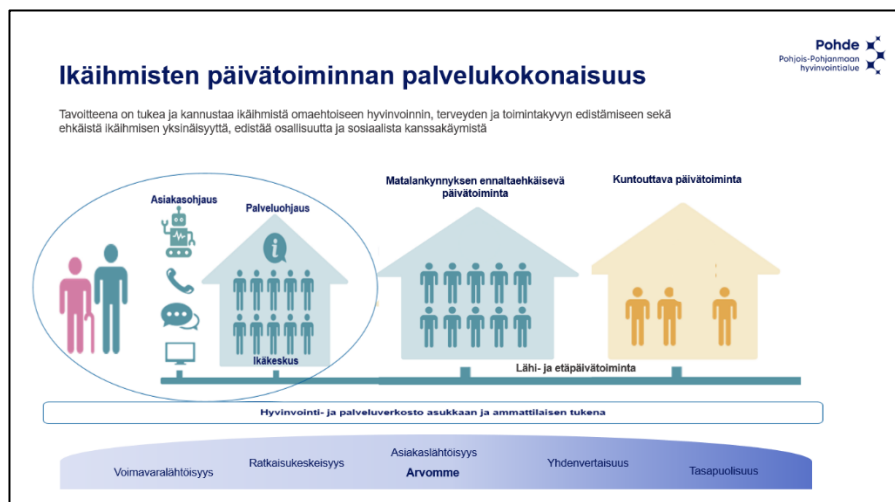 Pohde
Pohjois-Pohjanmaan
hyvinvointialue
Ikäihmisten päivätoiminnan palvelukokonaisuus
Tavoitteena on tukea ja kannustaa ikäihmistä omaehtoiseen hyvinvoinnin, terveyden ja toimintakyvyn edistämiseen sekä
ehkäistä ikäihmisen yksinäisyyttä, edistää osallisuutta ja sosiaalista kanssakäymistä
Asiakasohjaus
Palveluohjaus
i
Ikäkeskus
Matalankynnyksen ennaltaehkäisevä
päivätoiminta
Kuntouttava päivätoiminta
Lähi- ja etäpäivätoiminta
Hyvinvointi- ja palveluverkosto asukkaan ja ammattilaisen tukena
Voimavaralähtöisyys
Ratkaisukeskeisyys
Asiakaslähtöisyys
Arvomme
Yhdenvertaisuus
Tasapuolisuus